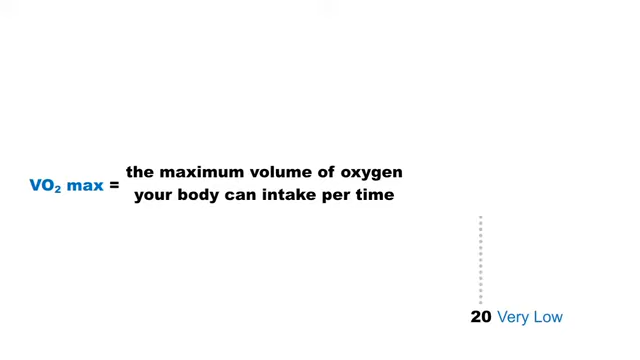 the maximum volume of oxygen
VO₂ max =
your body can intake per time
20 Very Low